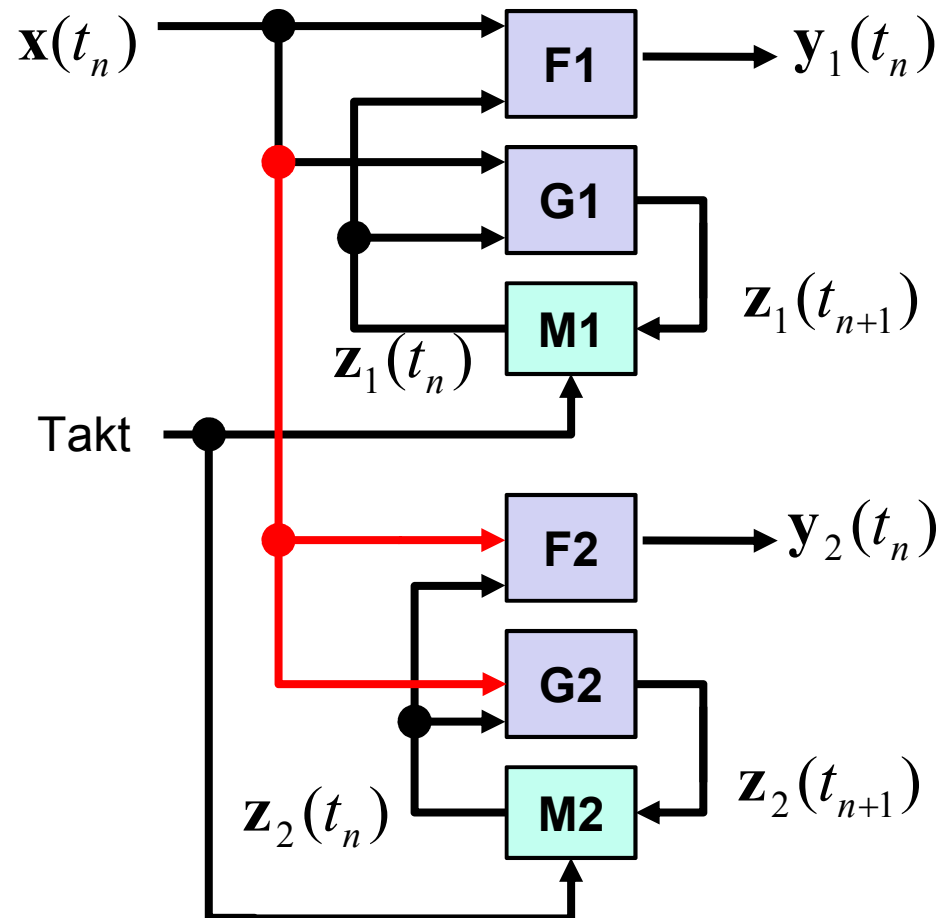 x(tₙ)
F1
y₁(tₙ)
G1
z₁(tₙ₊₁)
M1
z₁(tₙ)
Takt
F2
y₂(tₙ)
G2
z₂(tₙ₊₁)
M2
z₂(tₙ)